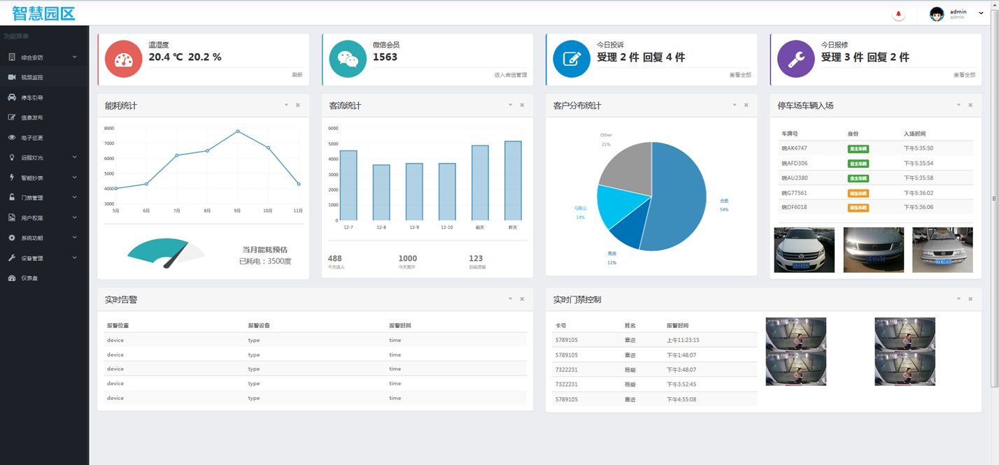 智慧园区
admin
admin
功能菜单
综合安防
视频监控
停车引导
信息发布
电子巡更
远程灯光
智能抄表
门禁管理
用户权限
系统功能
设备管理
仪表盘
温湿度
20.4 ℃ 20.2 %
刷新
微信会员
1563
进入微信管理
今日投诉
受理 2 件 回复 4 件
查看全部
今日报修
受理 3 件 回复 2 件
查看全部
能耗统计
8000
7000
6000
5000
4000
3000
5月 6月 7月 8月 9月 10月 11月
当月能耗预估
已耗电：3500度
客流统计
6000
5000
4000
3000
2000
1000
0
12-7 12-8 12-9 12-10 前天 昨天
488 1000 123
今天进入 今天离开 目前滞留
客户分布统计
Other
21%
合肥
54%
马鞍山
14%
芜湖
11%
停车场车辆入场
车牌号 身份 入场时间
皖AK4747 业主车辆 下午5:35:50
皖AFD306 业主车辆 下午5:35:54
皖AU2380 业主车辆 下午5:35:58
皖G77561 陌生车辆 下午5:36:02
皖DF6018 陌生车辆 下午5:36:06
实时告警
报警位置 报警设备 报警时间
device type time
device type time
device type time
device type time
device type time
实时门禁控制
卡号 姓名 报警时间
5789105 章进 上午11:23:15
5789105 章进 下午1:48:07
7322231 下午3:48:07
7322231 下午3:52:45
5789105 章进 下午4:55:08